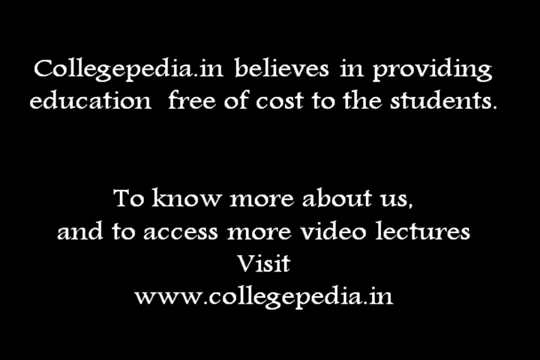 Collegepedia.in believes in providing
education free of cost to the students.
To know more about us,
and to access more video lectures
Visit
www.collegepedia.in